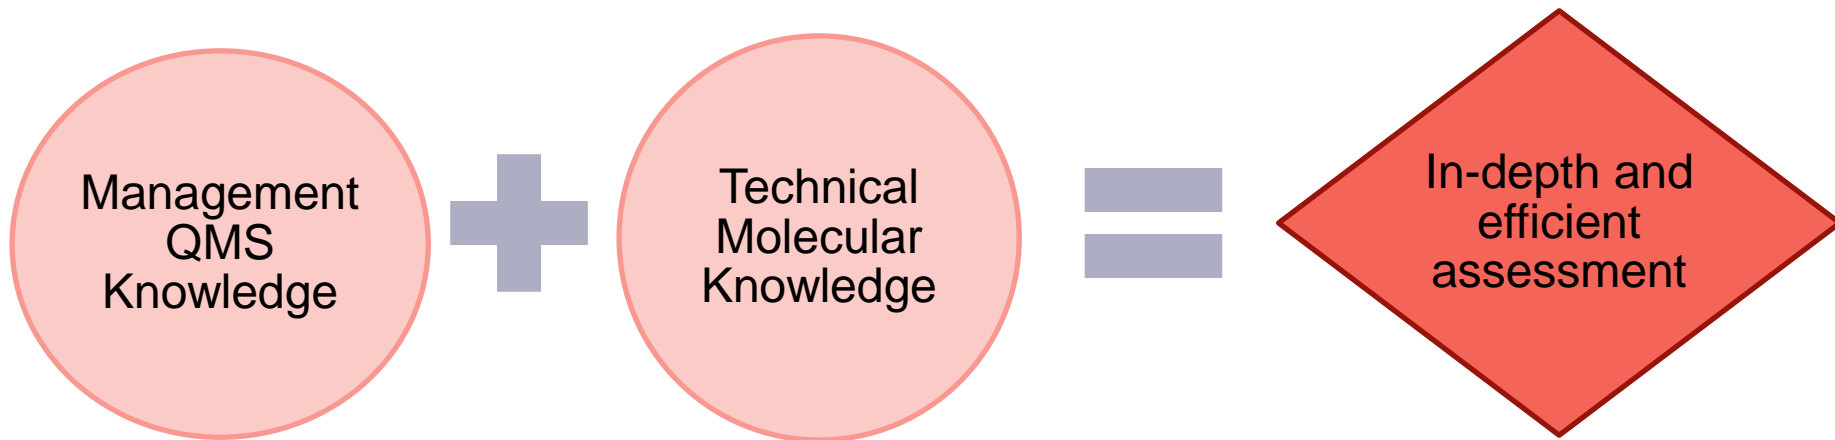 Management
QMS
Knowledge
Technical
Molecular
Knowledge
In-depth and
efficient
assessment